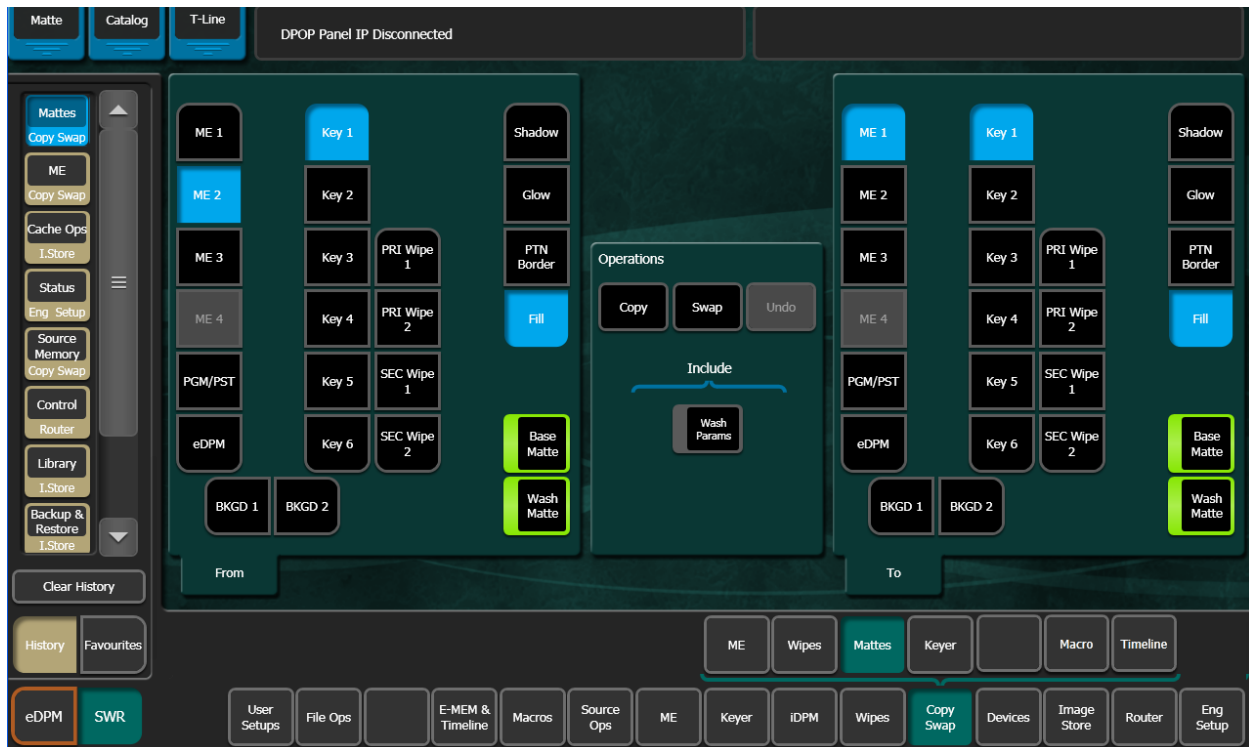 Matte
Catalog
T-Line
DPOP Panel IP Disconnected
Mattes
Copy Swap
ME
Copy Swap
Cache Ops
I.Store
Status
Eng Setup
Source
Memory
Copy Swap
Control
Router
Library
I.Store
Backup &
Restore
I.Store
Clear History
History
Favourites
ME 1
Key 1
Shadow
ME 2
Key 2
Glow
ME 3
Key 3
PRI Wipe
1
PTN
Border
ME 4
Key 4
PRI Wipe
2
Fill
PGM/PST
Key 5
SEC Wipe
1
eDPM
Key 6
SEC Wipe
2
Base
Matte
BKGD 1
BKGD 2
Wash
Matte
From
Operations
Copy
Swap
Undo
Include
Wash
Params
ME 1
Key 1
Shadow
ME 2
Key 2
Glow
ME 3
Key 3
PRI Wipe
1
PTN
Border
ME 4
Key 4
PRI Wipe
2
Fill
PGM/PST
Key 5
SEC Wipe
1
eDPM
Key 6
SEC Wipe
2
Base
Matte
BKGD 1
BKGD 2
Wash
Matte
To
ME
Wipes
Mattes
Keyer
Macro
Timeline
eDPM
SWR
User
Setups
File Ops
E-MEM &
Timeline
Macros
Source
Ops
ME
Keyer
iDPM
Wipes
Copy
Swap
Devices
Image
Store
Router
Eng
Setup